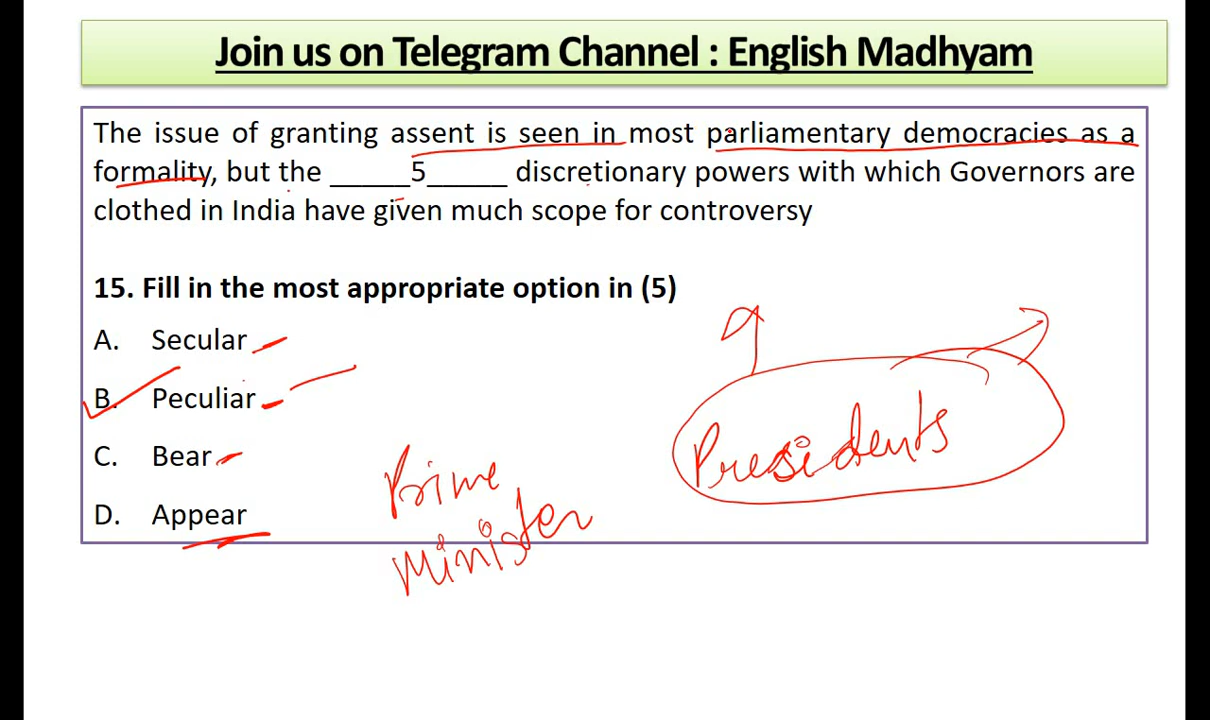 Join us on Telegram Channel : English Madhyam
The issue of granting assent is seen in most parliamentary democracies as a
formality, but the _____5_____ discretionary powers with which Governors are
clothed in India have given much scope for controversy
15. Fill in the most appropriate option in (5)
A. Secular
B. Peculiar
C. Bear
D. Appear
Presidents
Prime
Minister